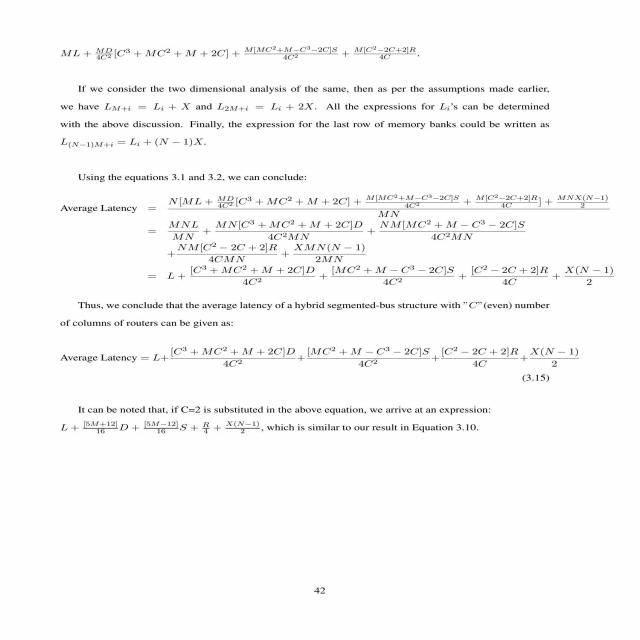 ML + \frac{MD}{4C^2}[C^3 + MC^2 + M + 2C] + \frac{M[MC^2+M-C^3-2C]S}{4C^2} + \frac{M[C^2-2C+2]R}{4C}.
If we consider the two dimensional analysis of the same, then as per the assumptions made earlier,
we have L_{M+i} = L_i + X and L_{2M+i} = L_i + 2X. All the expressions for L_i's can be determined
with the above discussion. Finally, the expression for the last row of memory banks could be written as
L_{(N-1)M+i} = L_i + (N − 1)X.
Using the equations 3.1 and 3.2, we can conclude:
Average Latency = \frac{N[ML + \frac{MD}{4C^2}[C^3 + MC^2 + M + 2C] + \frac{M[MC^2+M-C^3-2C]S}{4C^2} + \frac{M[C^2-2C+2]R}{4C}] + \frac{MNX(N-1)}{2}}{MN}
= \frac{MNL}{MN} + \frac{MN[C^3 + MC^2 + M + 2C]D}{4C^2MN} + \frac{NM[MC^2 + M - C^3 - 2C]S}{4C^2MN}
+ \frac{NM[C^2 - 2C + 2]R}{4CMN} + \frac{XMN(N - 1)}{2MN}
= L + \frac{[C^3 + MC^2 + M + 2C]D}{4C^2} + \frac{[MC^2 + M - C^3 - 2C]S}{4C^2} + \frac{[C^2 - 2C + 2]R}{4C} + \frac{X(N - 1)}{2}
Thus, we conclude that the average latency of a hybrid segmented-bus structure with ”C”(even) number
of columns of routers can be given as:
Average Latency = L+ \frac{[C^3 + MC^2 + M + 2C]D}{4C^2} + \frac{[MC^2 + M - C^3 - 2C]S}{4C^2} + \frac{[C^2 - 2C + 2]R}{4C} + \frac{X(N - 1)}{2}
(3.15)
It can be noted that, if C=2 is substituted in the above equation, we arrive at an expression:
L + \frac{[5M+12]}{16}D + \frac{[5M-12]}{16}S + \frac{R}{4} + \frac{X(N-1)}{2}, which is similar to our result in Equation 3.10.
42